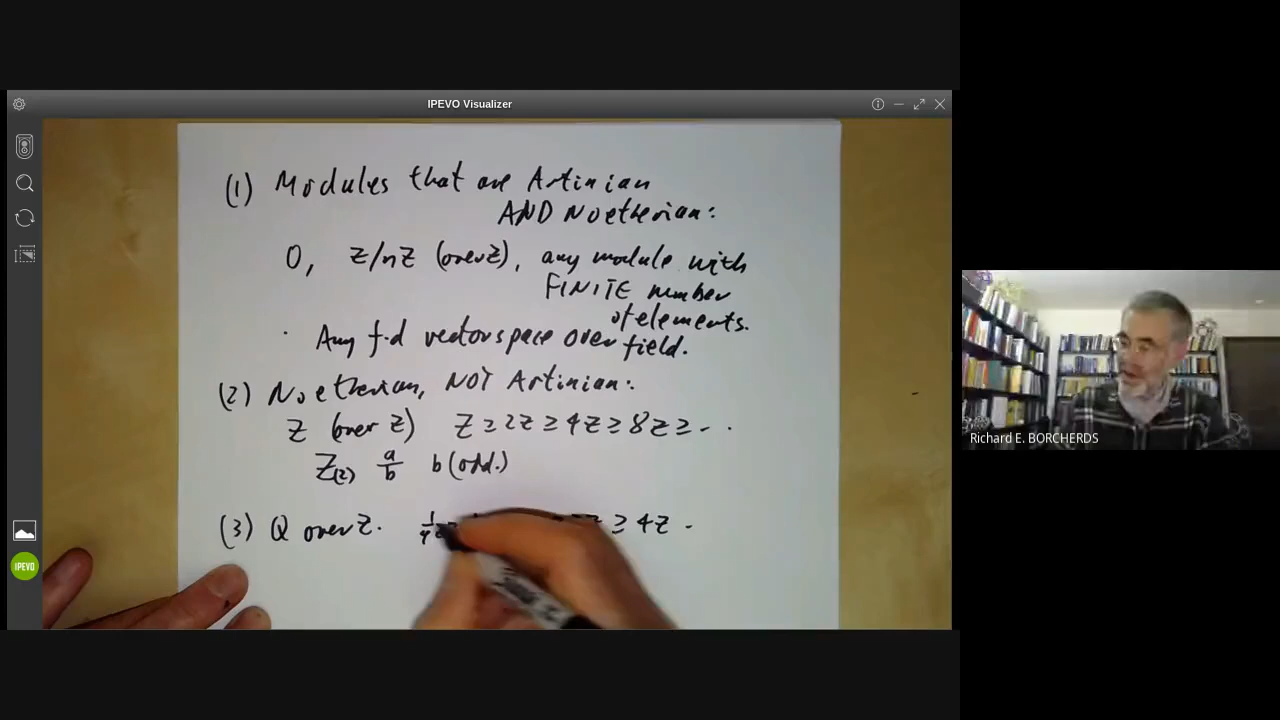 IPEVO Visualizer
(1) Modules that are Artinian
AND Noetherian:
0, Z/nZ (over Z), any module with
FINITE number
of elements.
Any f-d vectorspace over field.
(2) Noetherian, NOT Artinian:
Z (over Z) Z ≥ 2Z ≥ 4Z ≥ 8Z ≥ - .
Z(2) a/b b (odd.)
(3) Q over Z. ≥ 4Z -
Richard E. BORCHERDS
IPEVO